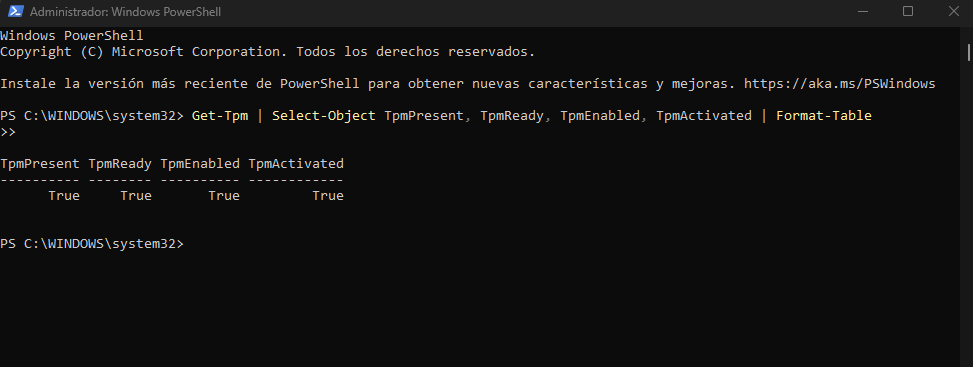 Administrador: Windows PowerShell
Windows PowerShell
Copyright (C) Microsoft Corporation. Todos los derechos reservados.
Instale la versión más reciente de PowerShell para obtener nuevas características y mejoras. https://aka.ms/PSWindows
PS C:\WINDOWS\system32> Get-Tpm | Select-Object TpmPresent, TpmReady, TpmEnabled, TpmActivated | Format-Table
>>
TpmPresent TpmReady TpmEnabled TpmActivated
---------- -------- ---------- ------------
      True     True       True         True
PS C:\WINDOWS\system32>